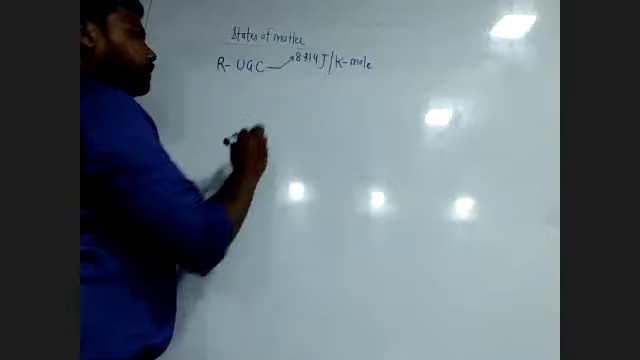 States of matter
R- UGC → 8.314 J/K-mole